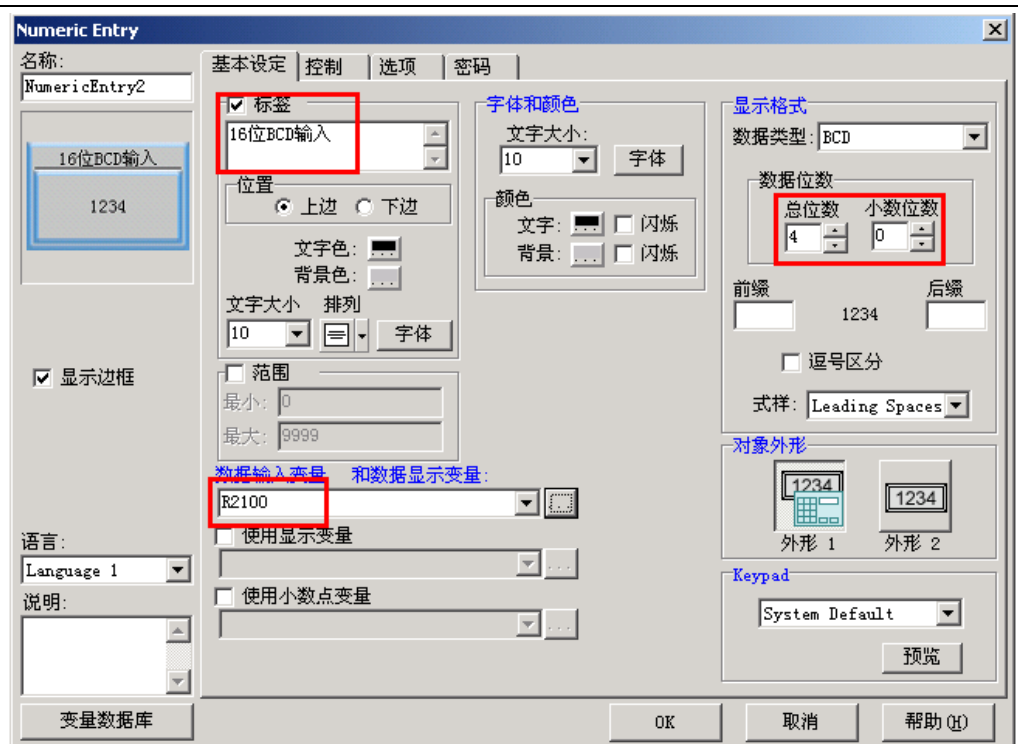 Numeric Entry
名称:
NumericEntry2
16位BCD输入
1234
显示边框
语言:
Language 1
说明:
变量数据库
基本设定 控制 选项 密码
标签
16位BCD输入
位置
上边 下边
文字色:
背景色: ...
文字大小 排列
10 字体
范围
最小: 0
最大: 9999
数据输入变量 和数据显示变量:
R2100 ...
使用显示变量
...
使用小数点变量
...
字体和颜色
文字大小:
10 字体
颜色
文字: 闪烁
背景: ... 闪烁
显示格式
数据类型: BCD
数据位数
总位数 小数位数
4 0
前缀 后缀
1234
逗号区分
式样: Leading Spaces
对象外形
1234 1234
外形 1 外形 2
Keypad
System Default
预览
OK 取消 帮助(H)